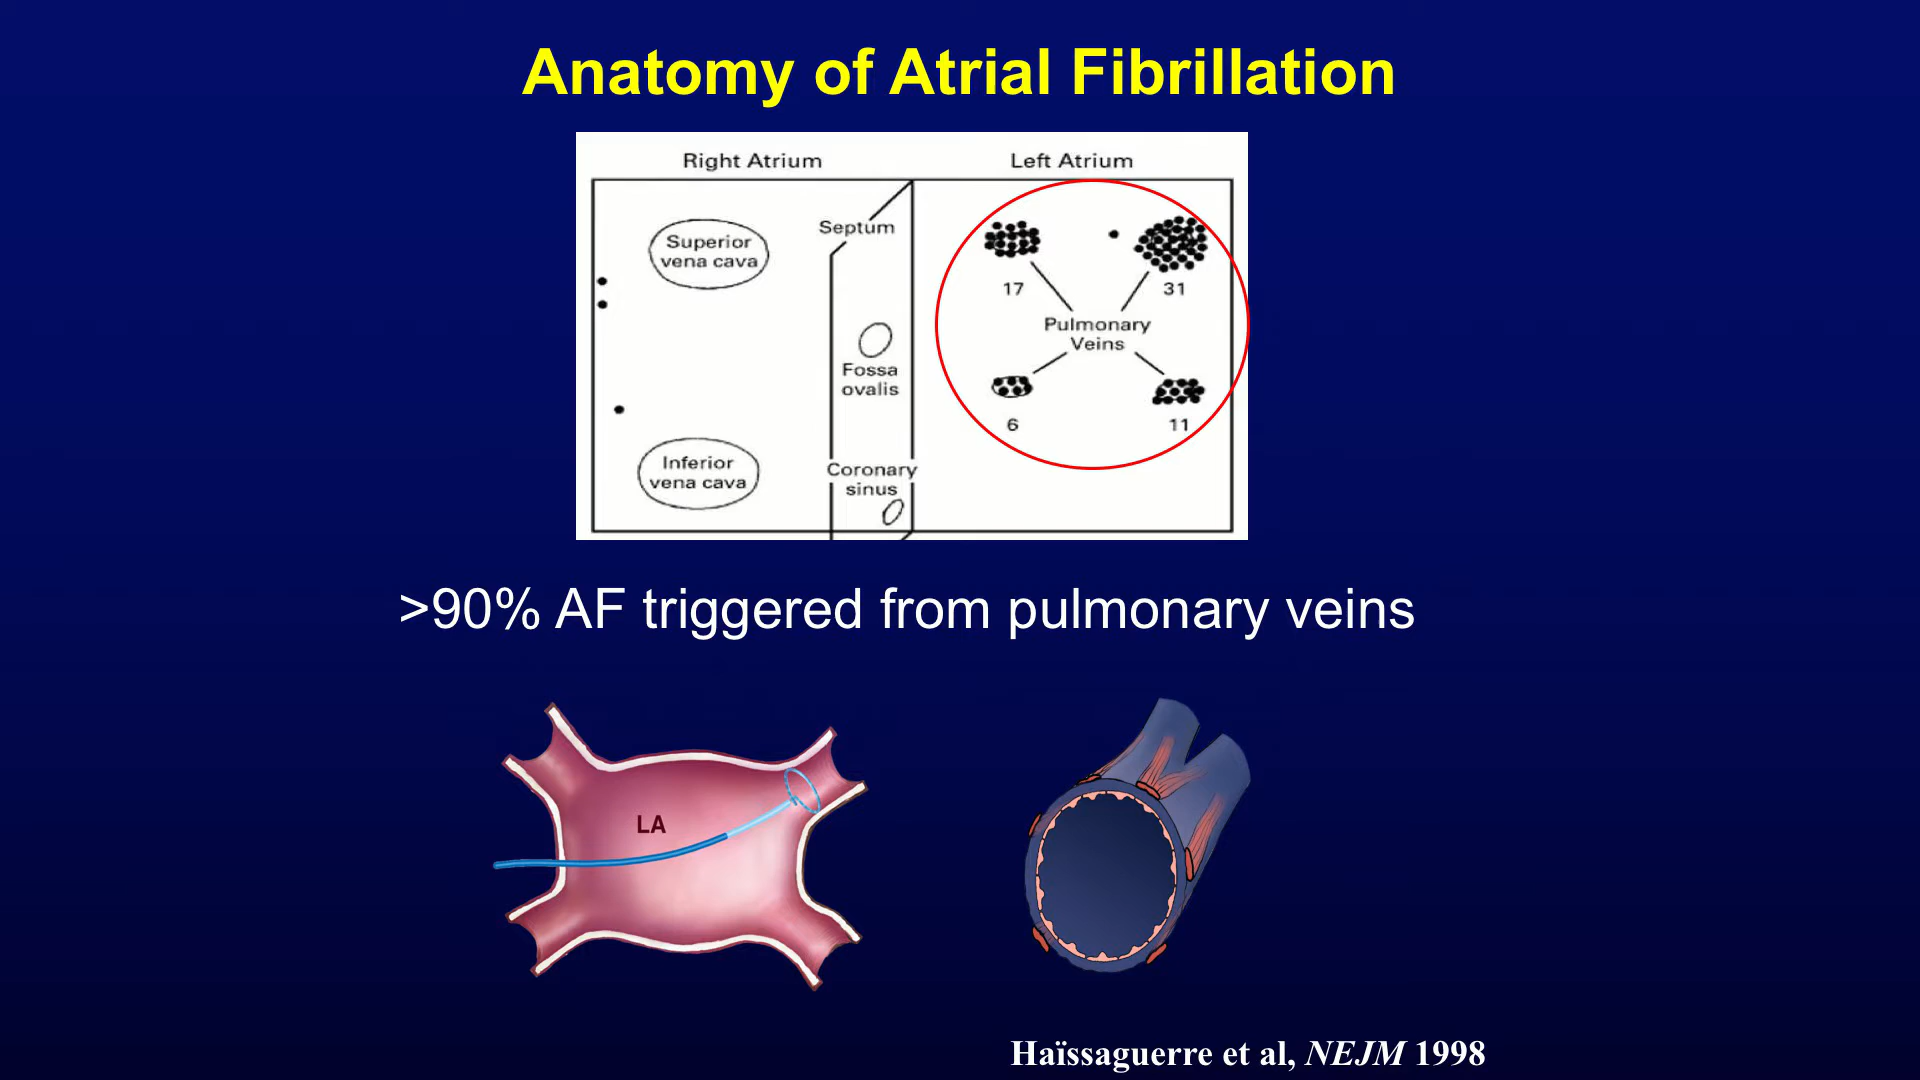 Anatomy of Atrial Fibrillation
Right Atrium
Left Atrium
Superior
vena cava
Septum
17
31
Pulmonary
Veins
Fossa
ovalis
6
11
Inferior
vena cava
Coronary
sinus
>90% AF triggered from pulmonary veins
LA
Haïssaguerre et al, NEJM 1998